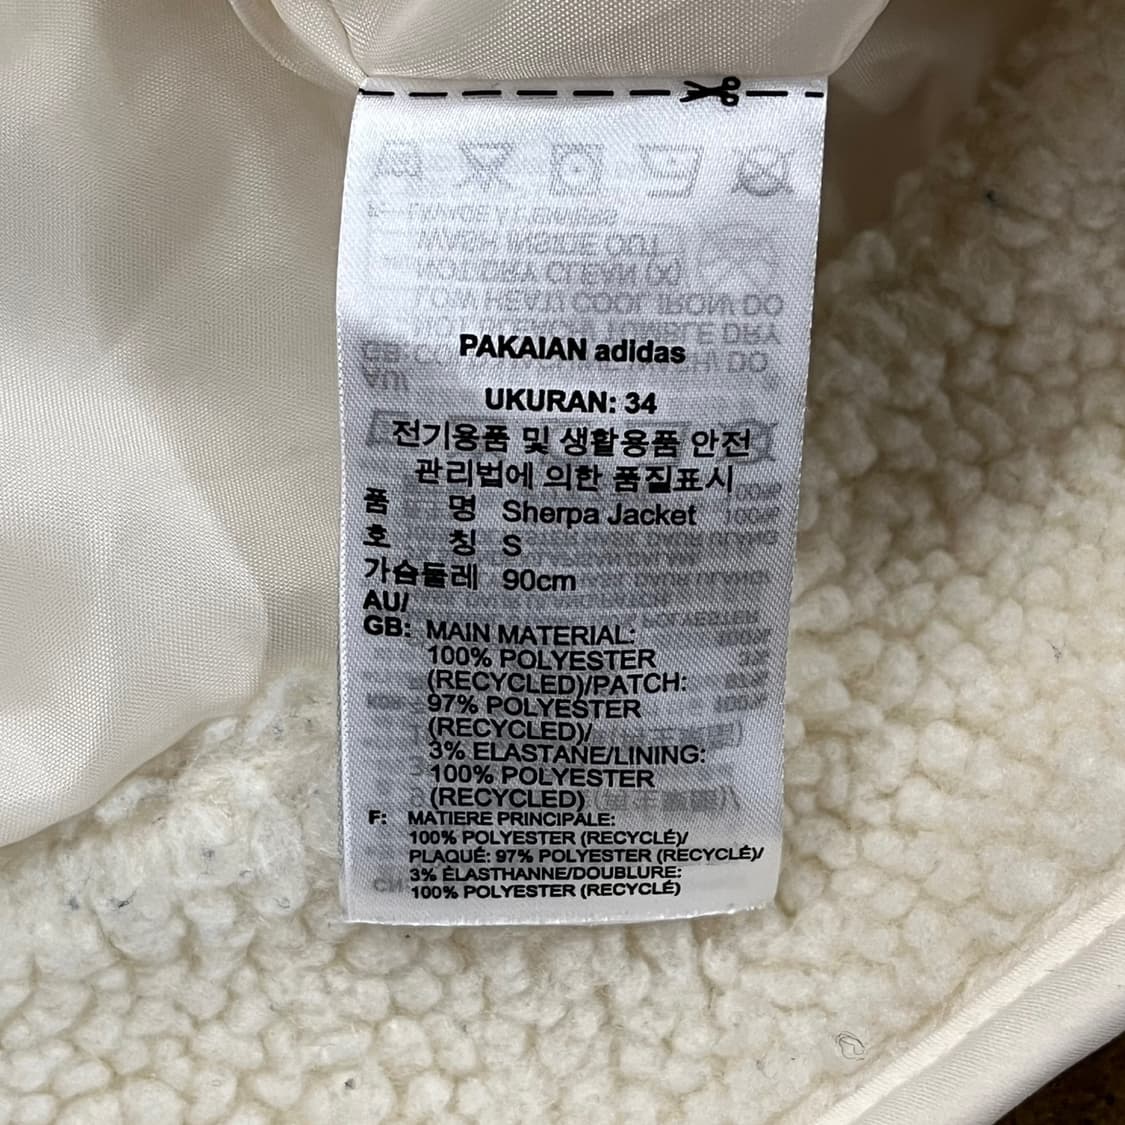 PAKAIAN adidas
UKURAN: 34
전기용품 및 생활용품 안전
관리법에 의한 품질표시
품 명 Sherpa Jacket
호 칭 S
가슴둘레 90cm
AU/
GB: MAIN MATERIAL:
100% POLYESTER
(RECYCLED)/PATCH:
97% POLYESTER
(RECYCLED)/
3% ELASTANE/LINING:
100% POLYESTER
(RECYCLED)
F: MATIERE PRINCIPALE:
100% POLYESTER (RECYCLÉ)/
PLAQUÉ: 97% POLYESTER (RECYCLÉ)/
3% ÉLASTHANNE/DOUBLURE:
100% POLYESTER (RECYCLÉ)